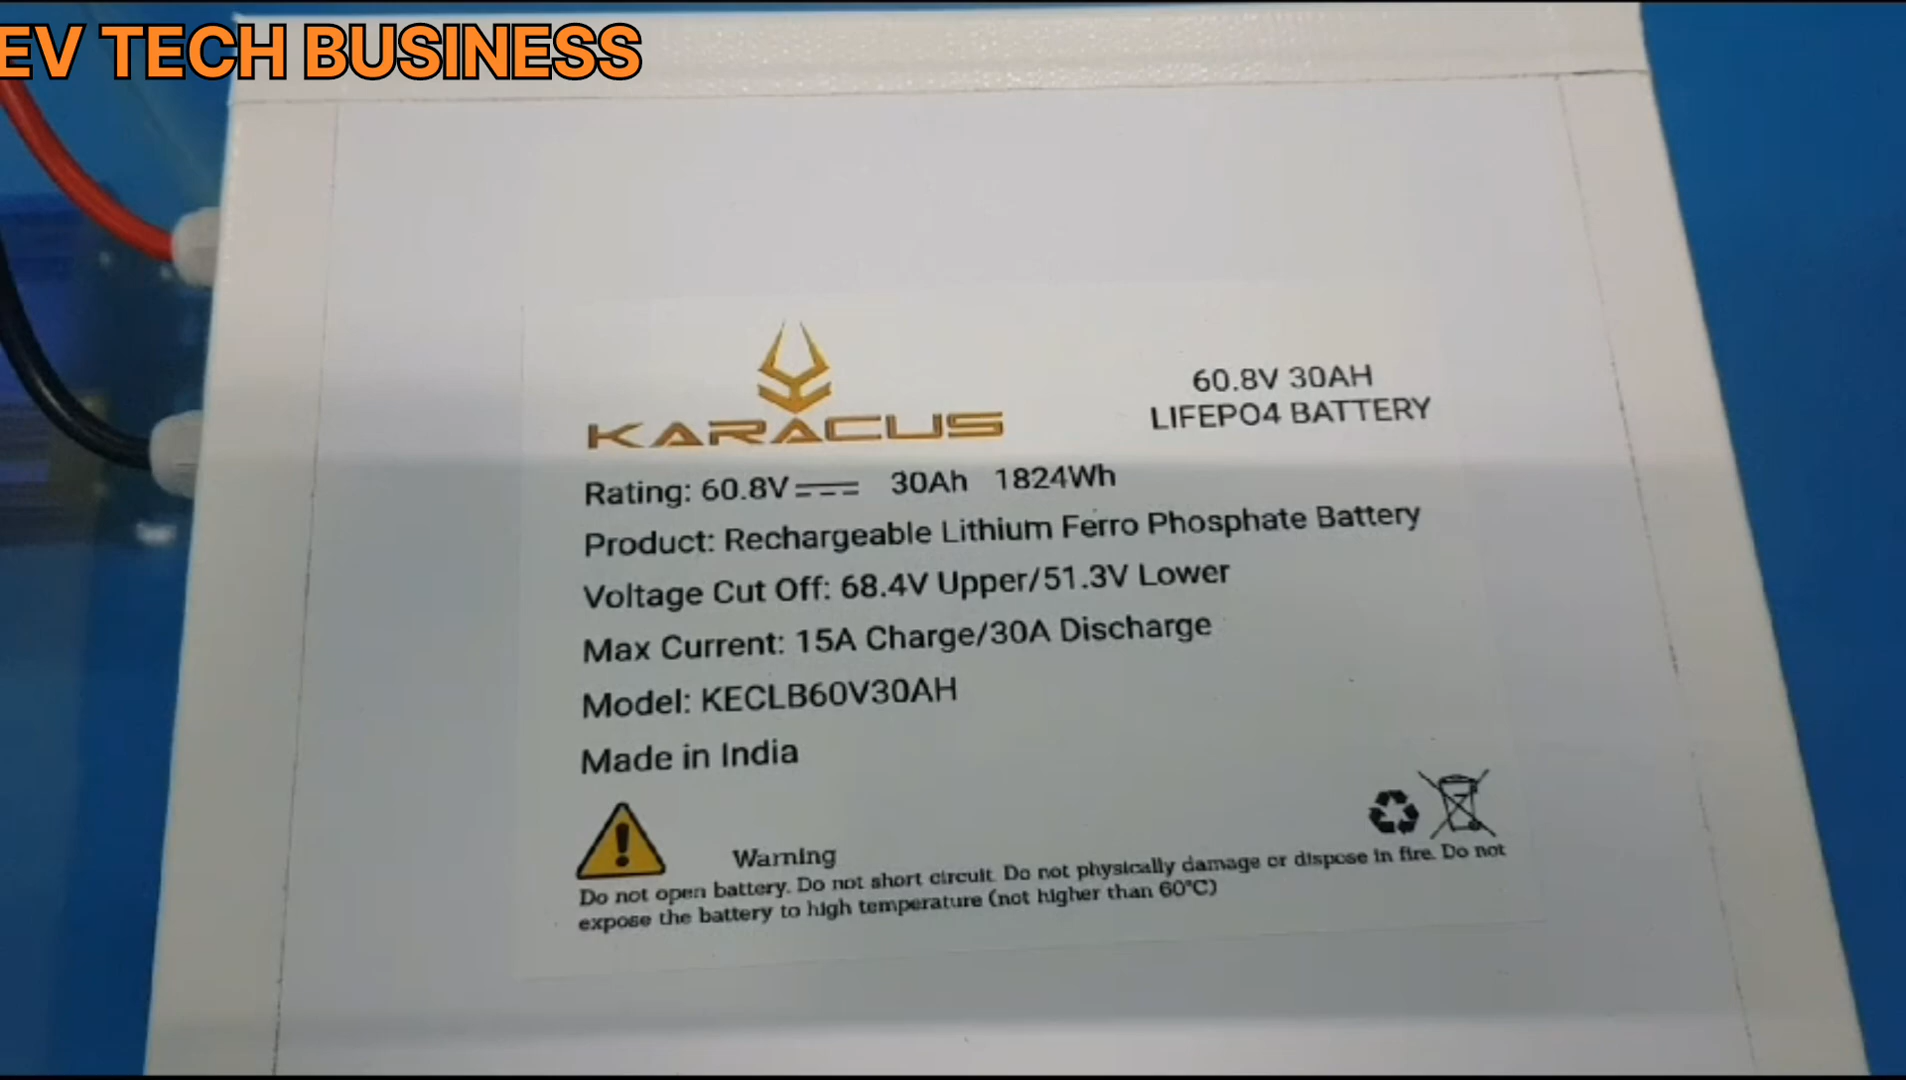 EV TECH BUSINESS
KARACUS
60.8V 30AH
LIFEPO4 BATTERY
Rating: 60.8V 30Ah 1824Wh
Product: Rechargeable Lithium Ferro Phosphate Battery
Voltage Cut Off: 68.4V Upper/51.3V Lower
Max Current: 15A Charge/30A Discharge
Model: KECLB60V30AH
Made in India
Warning
Do not open battery. Do not short circuit. Do not physically damage or dispose in fire. Do not
expose the battery to high temperature (not higher than 60°C)